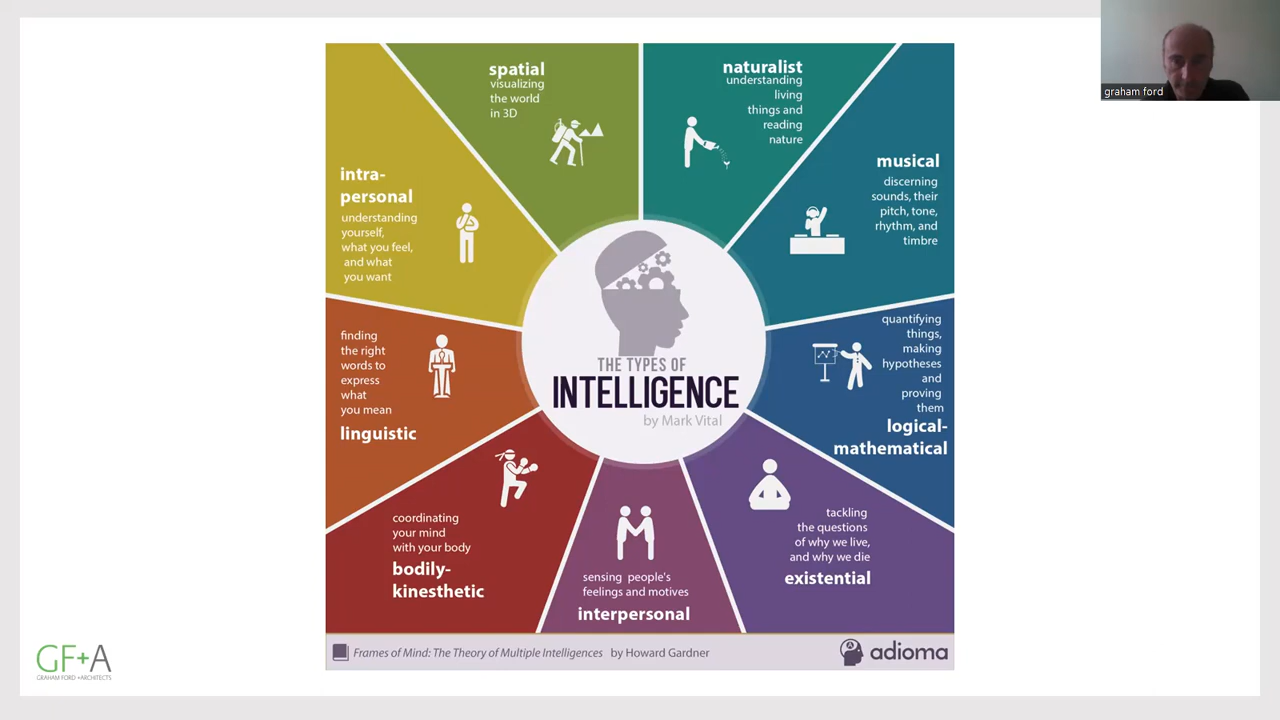 graham ford
spatial
visualizing
the world
in 3D
naturalist
understanding
living
things and
reading
nature
musical
discerning
sounds, their
pitch, tone,
rhythm, and
timbre
quantifying
things,
making
hypotheses
and
proving
them
logical-
mathematical
tackling
the questions
of why we live,
and why we die
existential
sensing people's
feelings and motives
interpersonal
coordinating
your mind
with your body
bodily-
kinesthetic
finding
the right
words to
express
what
you mean
linguistic
intra-
personal
understanding
yourself,
what you feel,
and what
you want
THE TYPES OF
INTELLIGENCE
by Mark Vital
Frames of Mind: The Theory of Multiple Intelligences by Howard Gardner
adioma
GF+A
GRAHAM FORD +ARCHITECTS